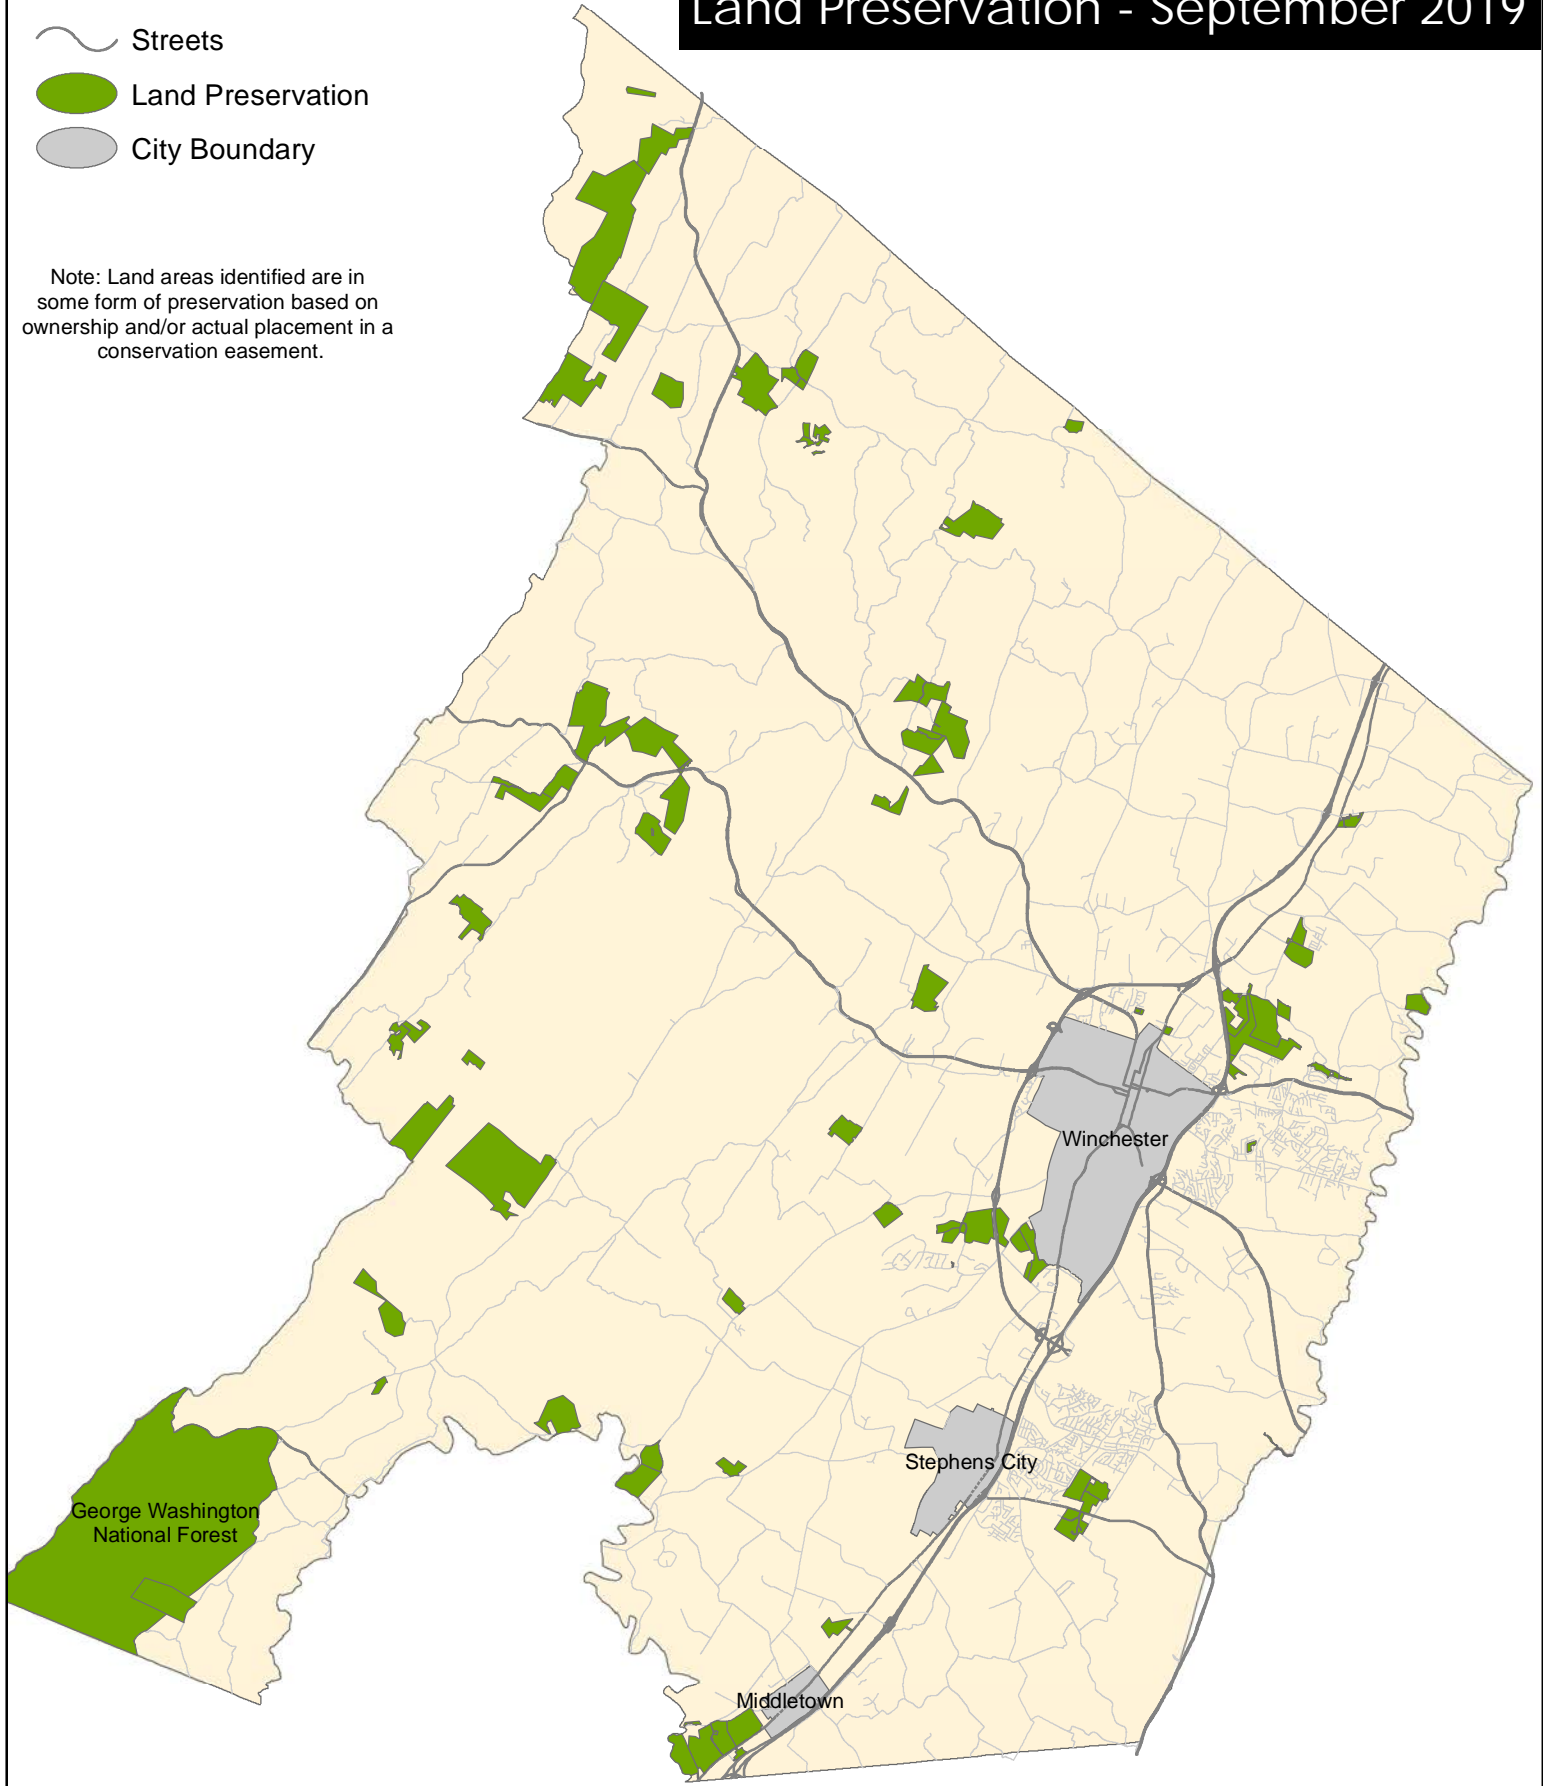 Land Preservation - September 2019
Streets
Land Preservation
City Boundary
Note: Land areas identified are in
some form of preservation based on
ownership and/or actual placement in a
conservation easement.
Winchester
Stephens City
George Washington
National Forest
Middletown